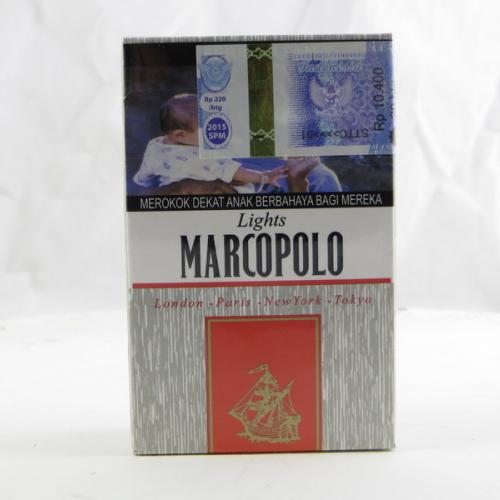 Indonesia
Rp 220
/btg
2015
SPM
Rp 10.400
MEROKOK DEKAT ANAK BERBAHAYA BAGI MEREKA
Lights
MARCOPOLO
London • Paris • NewYork • Tokyo